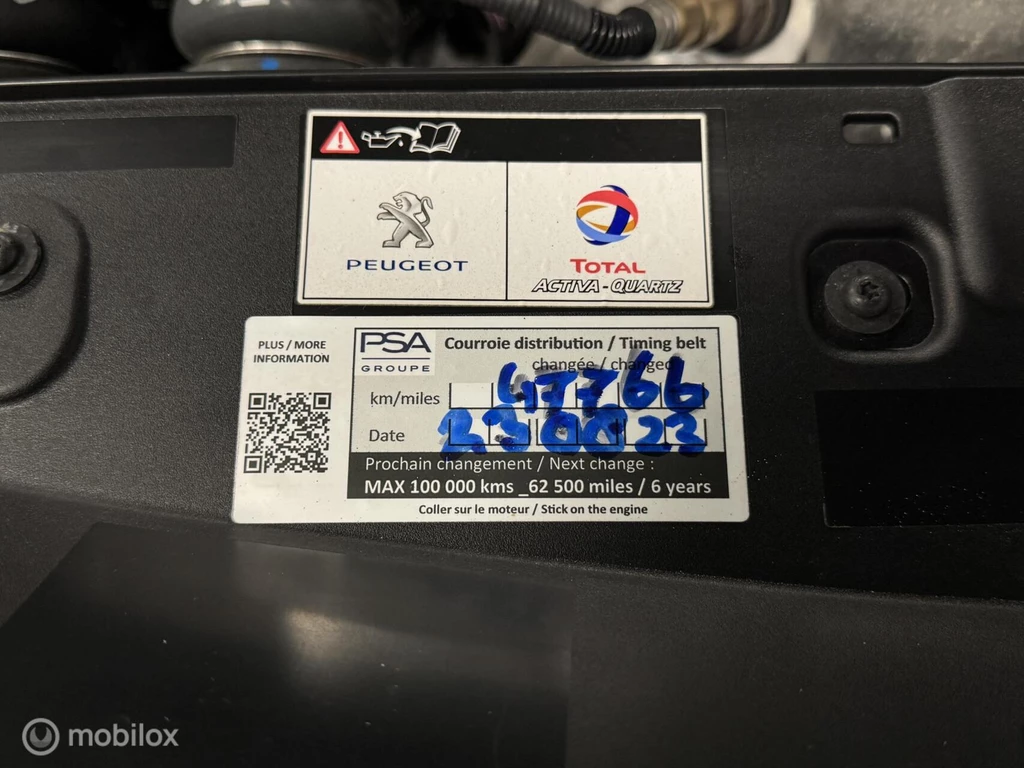 PEUGEOT
TOTAL
ACTIVA - QUARTZ
PLUS / MORE
INFORMATION
PSA
GROUPE
Courroie distribution / Timing belt
changée / changed
km/miles 47766
Date
Prochain changement / Next change :
MAX 100 000 kms _62 500 miles / 6 years
Coller sur le moteur / Stick on the engine
mobilox